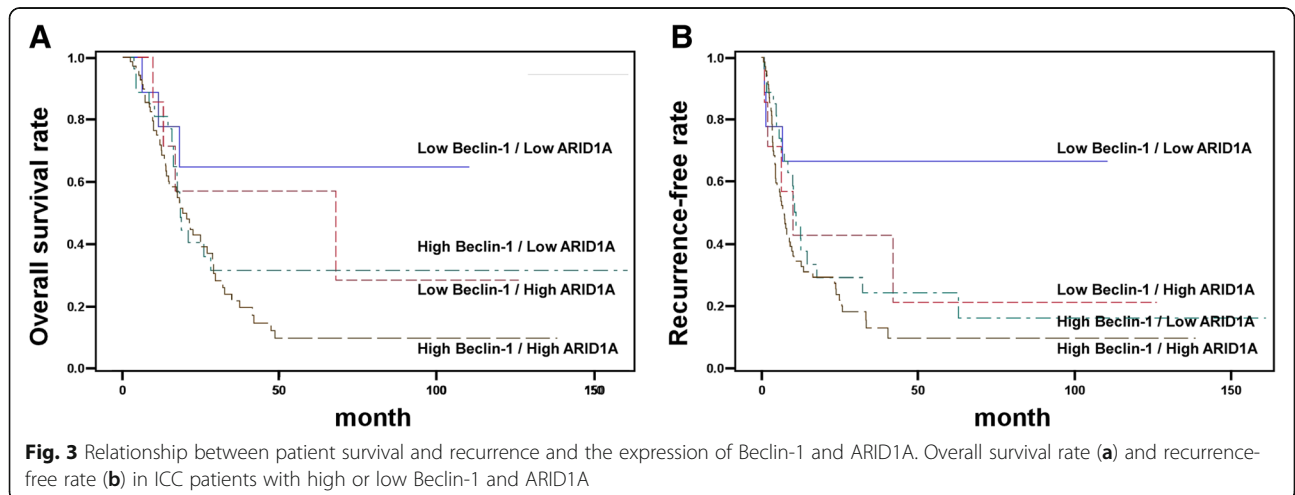 A
Overall survival rate
1.0
0.8
0.6
0.4
0.2
0.0
Low Beclin-1 / Low ARID1A
High Beclin-1 / Low ARID1A
Low Beclin-1 / High ARID1A
High Beclin-1 / High ARID1A
0 50 100 150
month
B
Recurrence-free rate
1.0
0.8
0.6
0.4
0.2
0.0
Low Beclin-1 / Low ARID1A
Low Beclin-1 / High ARID1A
High Beclin-1 / Low ARID1A
High Beclin-1 / High ARID1A
0 50 100 150
month
Fig. 3 Relationship between patient survival and recurrence and the expression of Beclin-1 and ARID1A. Overall survival rate (a) and recurrence-
free rate (b) in ICC patients with high or low Beclin-1 and ARID1A